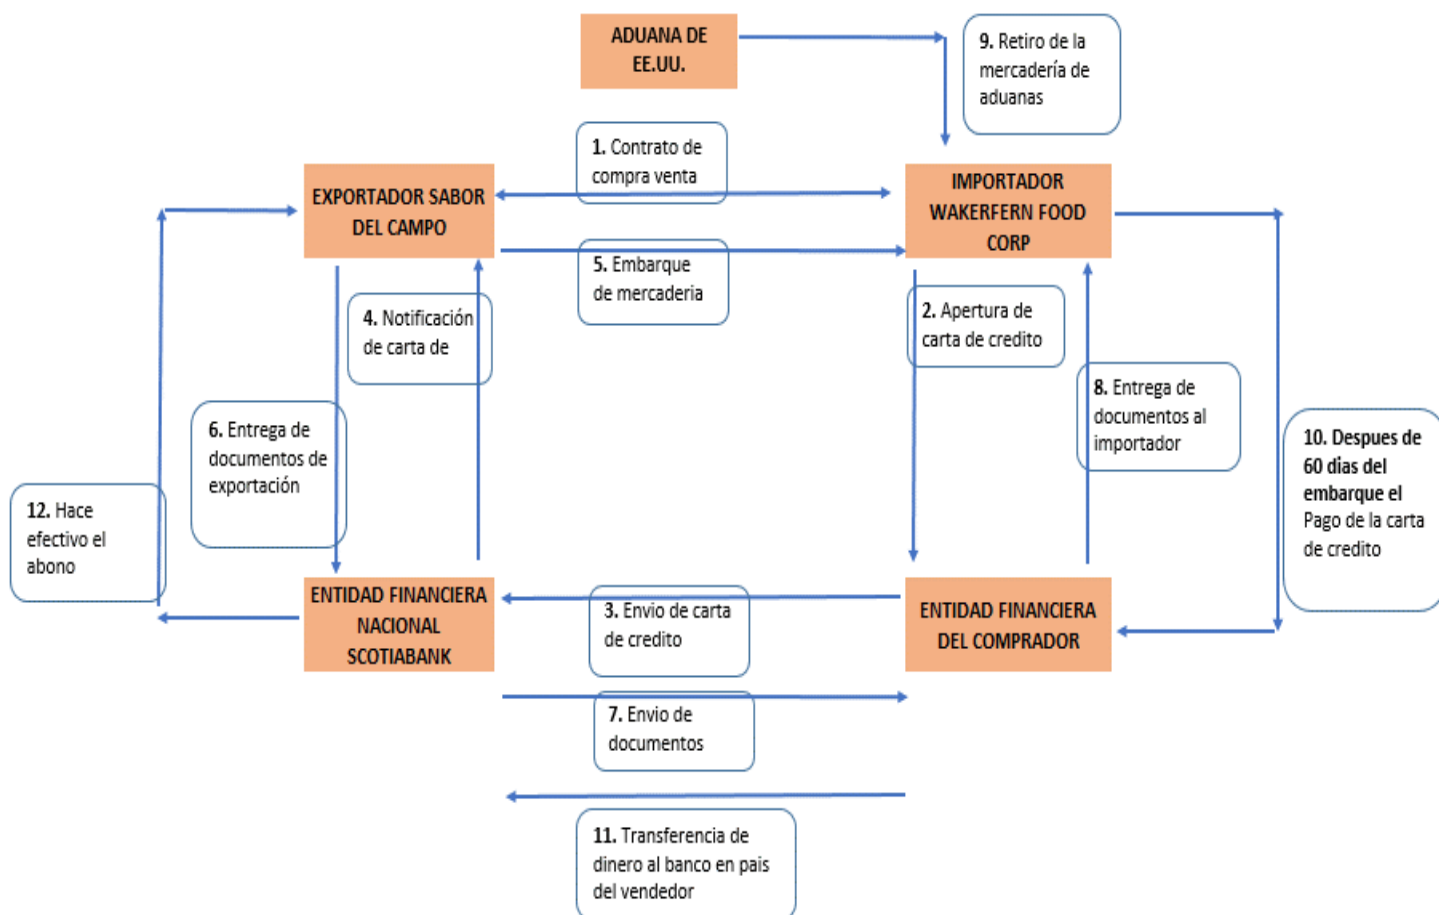 ADUANA DE
EE.UU.
9. Retiro de la
mercadería de
aduanas
1. Contrato de
compra venta
EXPORTADOR SABOR
DEL CAMPO
IMPORTADOR
WAKERFERN FOOD
CORP
5. Embarque
de mercaderia
4. Notificación
de carta de
2. Apertura de
carta de credito
6. Entrega de
documentos de
exportación
8. Entrega de
documentos al
importador
10. Despues de
60 dias del
embarque el
Pago de la carta
de credito
12. Hace
efectivo el
abono
ENTIDAD FINANCIERA
NACIONAL
SCOTIABANK
3. Envio de carta
de credito
ENTIDAD FINANCIERA
DEL COMPRADOR
7. Envio de
documentos
11. Transferencia de
dinero al banco en pais
del vendedor